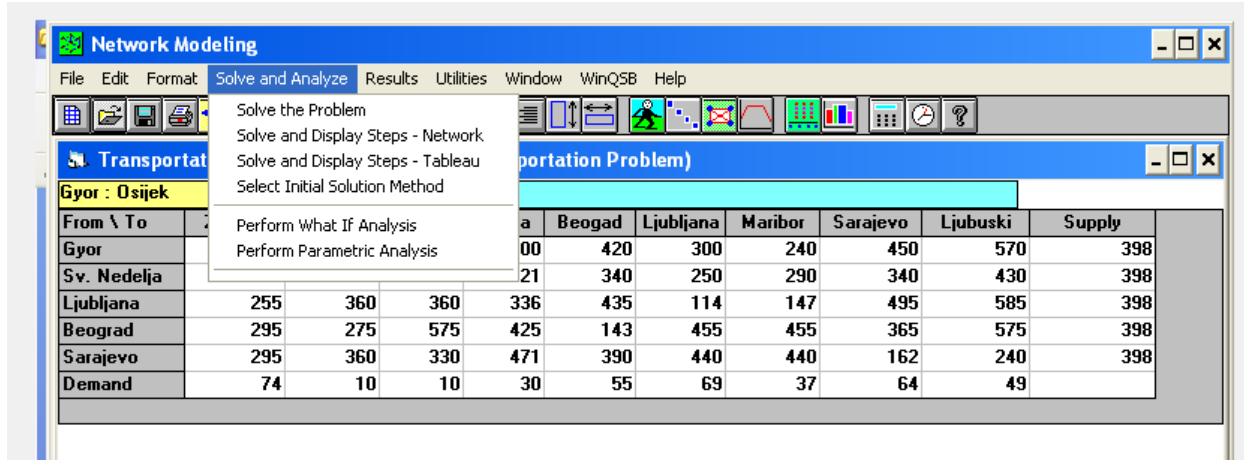 Network Modeling
File Edit Format Solve and Analyze Results Utilities Window WinQSB Help
Solve the Problem
Solve and Display Steps - Network
Solve and Display Steps - Tableau
Select Initial Solution Method
Perform What If Analysis
Perform Parametric Analysis
Transportat portation Problem)
Gyor : Osijek
From \ To a Beogad Ljubljana Maribor Sarajevo Ljubuski Supply
Gyor 00 420 300 240 450 570 398
Sv. Nedelja 21 340 250 290 340 430 398
Ljubljana 255 360 360 336 435 114 147 495 585 398
Beograd 295 275 575 425 143 455 455 365 575 398
Sarajevo 295 360 330 471 390 440 440 162 240 398
Demand 74 10 10 30 55 69 37 64 49